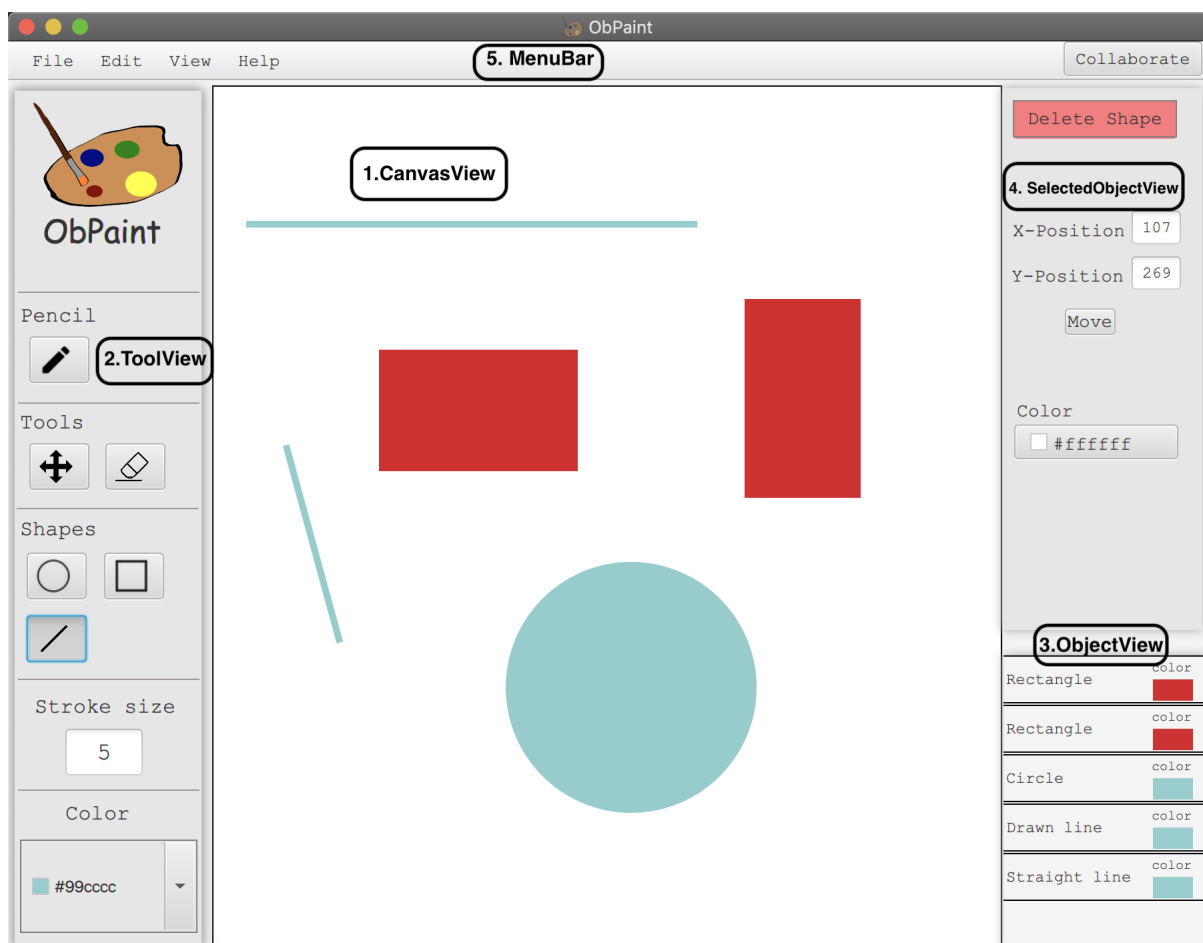 ObPaint
File Edit View Help
5. MenuBar
Collaborate
ObPaint
Pencil
2.ToolView
Tools
Shapes
Stroke size
5
Color
#99cccc
1.CanvasView
Delete Shape
4. SelectedObjectView
X-Position 107
Y-Position 269
Move
Color
#ffffff
3.ObjectView
color
Rectangle
color
Rectangle
color
Circle
color
Drawn line
color
Straight line